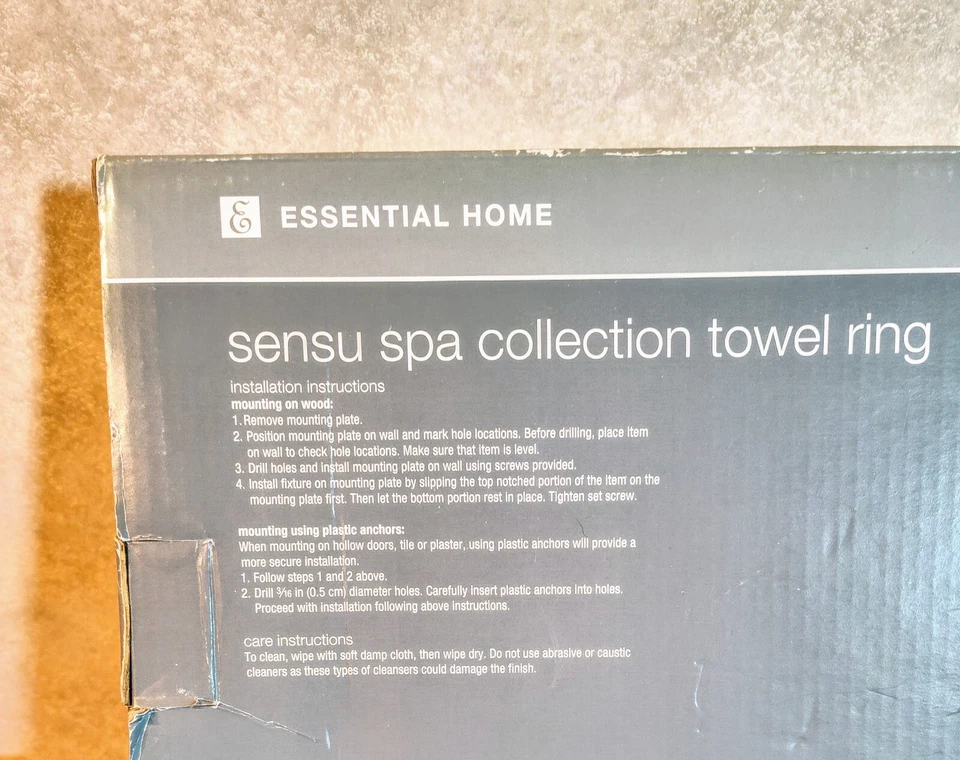 E ESSENTIAL HOME
sensu spa collection towel ring
installation instructions
mounting on wood:
1. Remove mounting plate.
2. Position mounting plate on wall and mark hole locations. Before drilling, place item
on wall to check hole locations. Make sure that item is level.
3. Drill holes and install mounting plate on wall using screws provided.
4. Install fixture on mounting plate by slipping the top notched portion of the item on the
mounting plate first. Then let the bottom portion rest in place. Tighten set screw.
mounting using plastic anchors:
When mounting on hollow doors, tile or plaster, using plastic anchors will provide a
more secure installation.
1. Follow steps 1 and 2 above.
2. Drill 3⁄16 in (0.5 cm) diameter holes. Carefully insert plastic anchors into holes.
Proceed with installation following above instructions.
care instructions
To clean, wipe with soft damp cloth, then wipe dry. Do not use abrasive or caustic
cleaners as these types of cleansers could damage the finish.